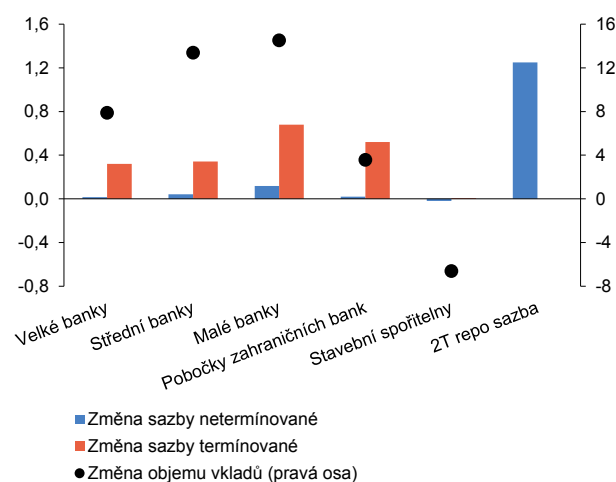 1,6
1,2
0,8
0,4
0,0
-0,4
-0,8
16
12
8
4
0
-4
-8
Velké banky
Střední banky
Malé banky
Pobočky zahraničních bank
Stavební spořitelny
2T repo sazba
Změna sazby netermínované
Změna sazby termínované
Změna objemu vkladů (pravá osa)